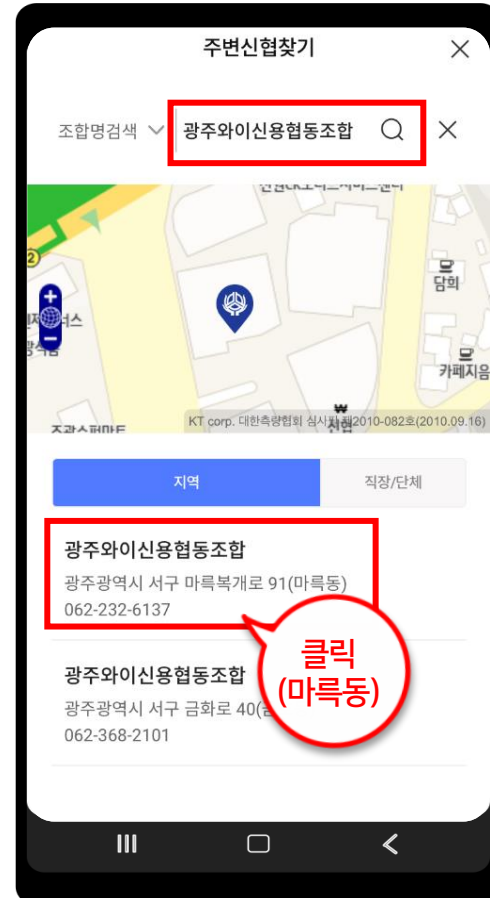 주변신협찾기
조합명검색 광주와이신용협동조합
담희
카페지음
신협
KT corp. 대한측량협회 심사필 제2010-082호(2010.09.16)
지역 직장/단체
광주와이신용협동조합
광주광역시 서구 마륵복개로 91(마륵동)
062-232-6137
클릭
(마륵동)
광주와이신용협동조합
광주광역시 서구 금화로 40(
062-368-2101